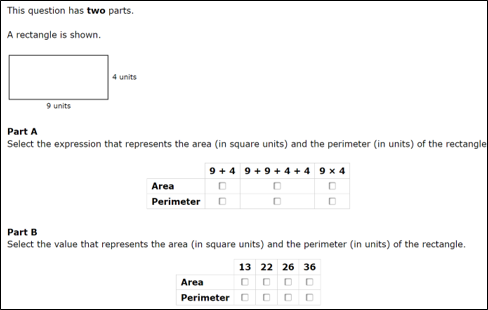 This question has two parts.
A rectangle is shown.
4 units
9 units
Part A
Select the expression that represents the area (in square units) and the perimeter (in units) of the rectangle
9 + 4 9 + 9 + 4 + 4 9 × 4
Area
Perimeter
Part B
Select the value that represents the area (in square units) and the perimeter (in units) of the rectangle.
13 22 26 36
Area
Perimeter